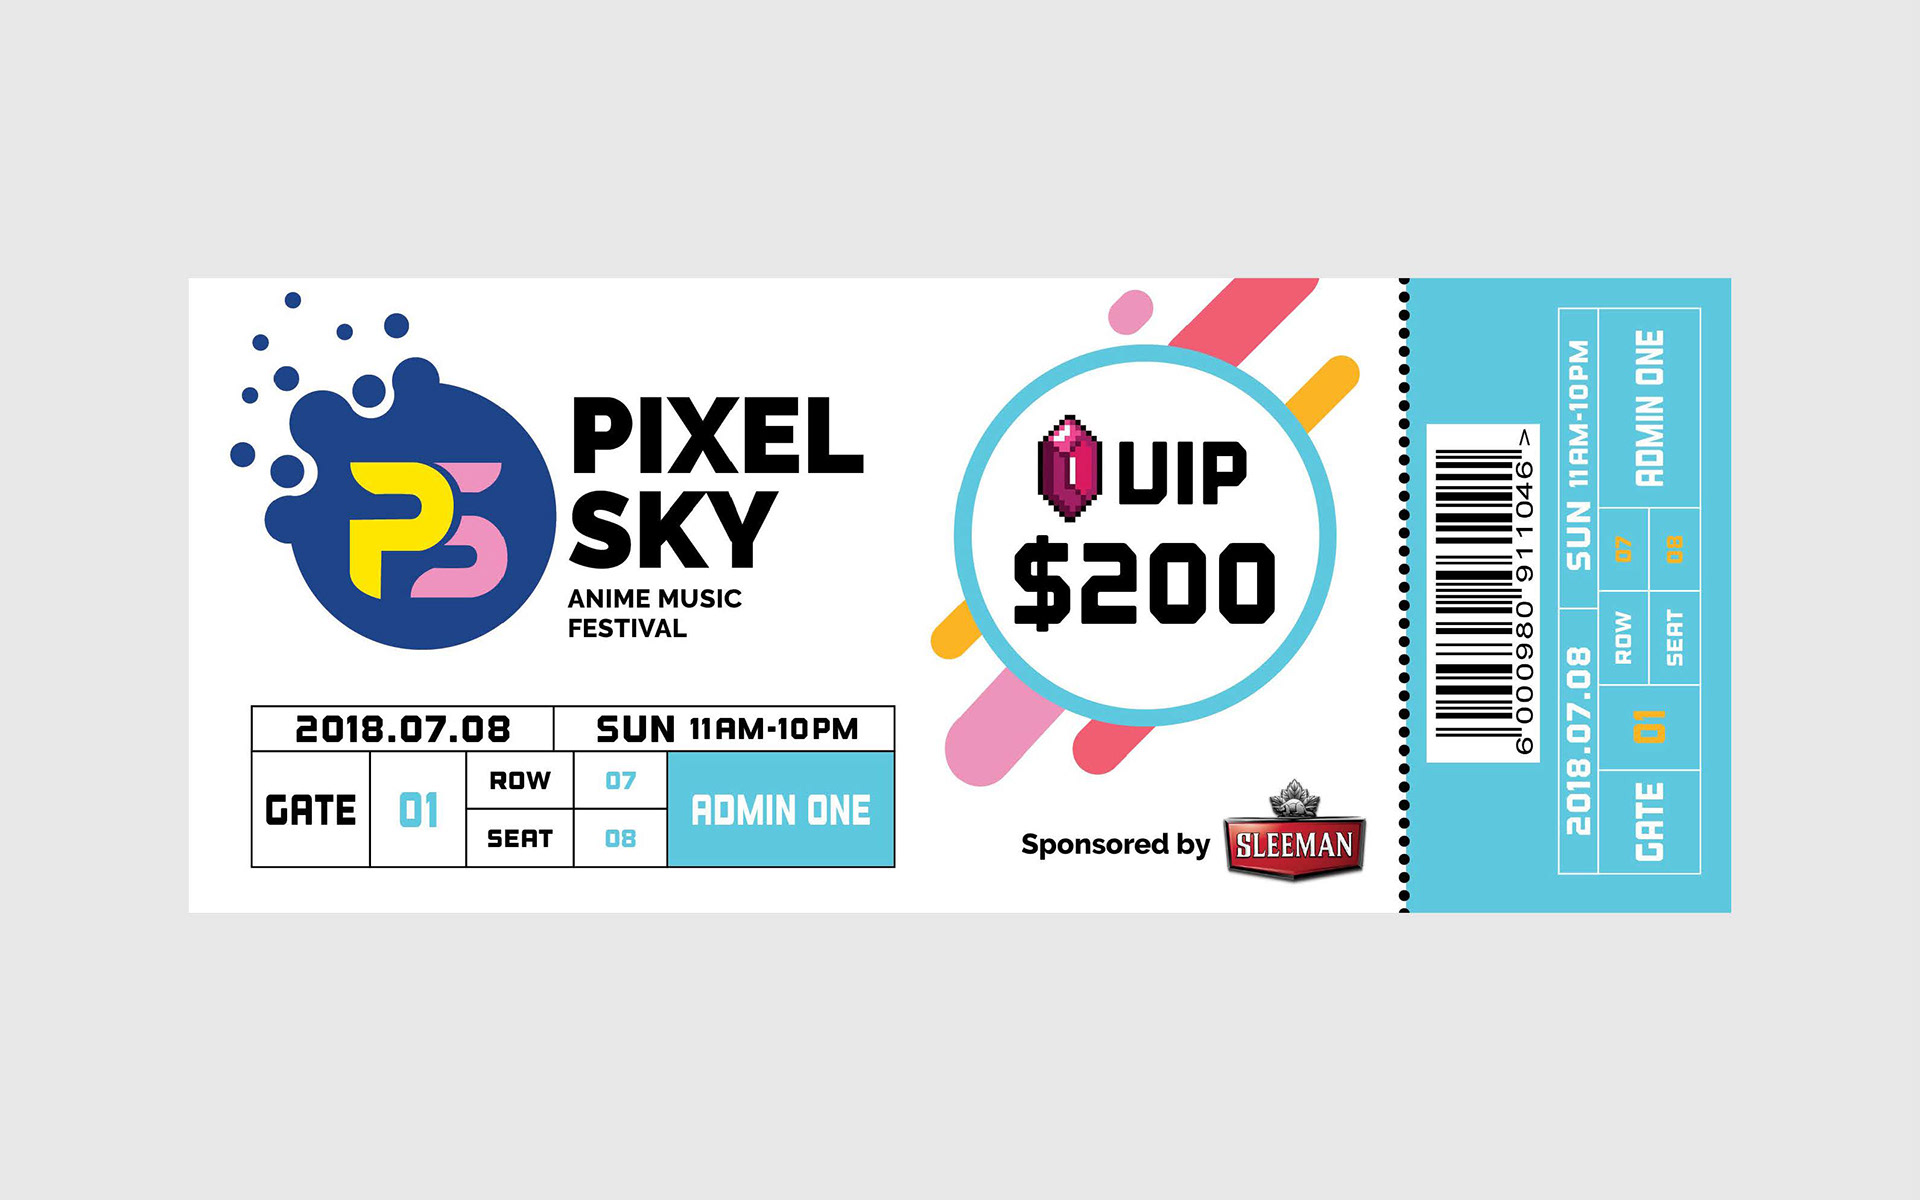 PS
PIXEL
SKY
ANIME MUSIC
FESTIVAL
2018.07.08 SUN 11AM-10PM
GATE 01 ROW 07 ADMIN ONE
SEAT 08
VIP
$200
Sponsored by SLEEMAN
6 000980 911046 >
2018.07.08 SUN 11AM-10PM
GATE 01 ROW 07 ADMIN ONE
SEAT 08